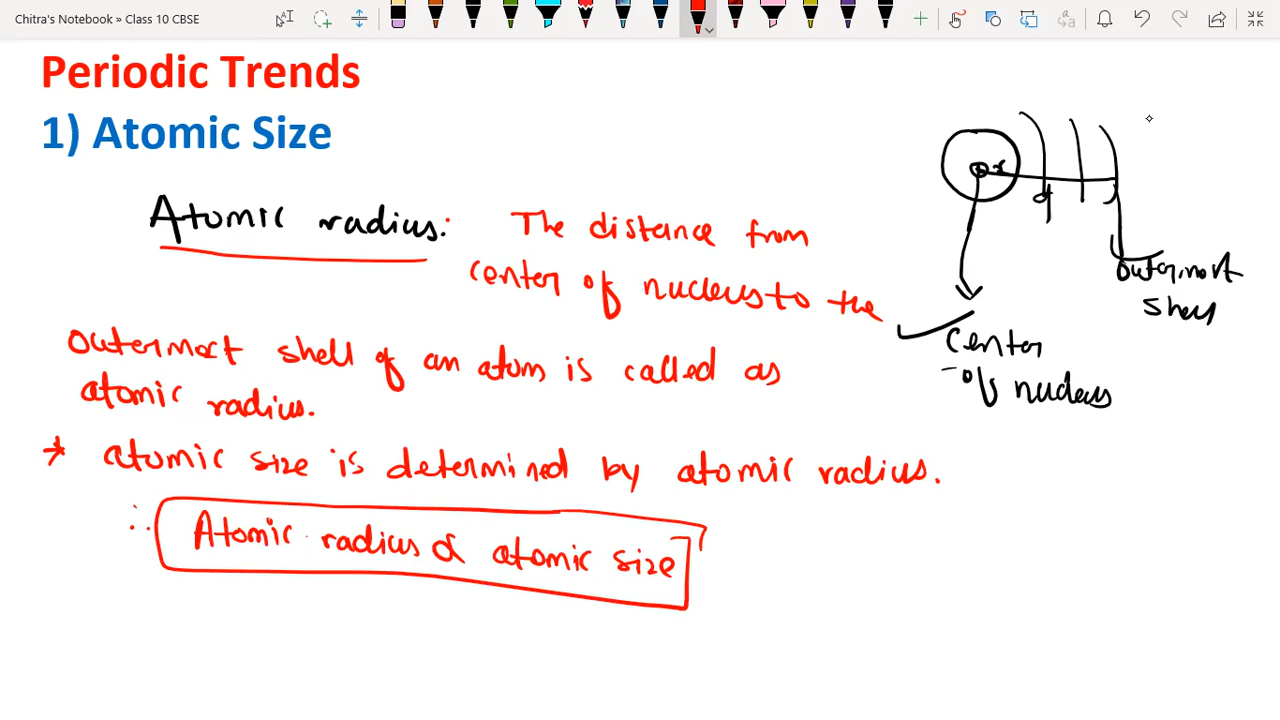 Chitra's Notebook » Class 10 CBSE
Periodic Trends
1) Atomic Size
Atomic radius: The distance from
center of nucleus to the
outermost shell of an atom is called as
atomic radius.
* atomic size is determined by atomic radius.
∴ Atomic radius α atomic size
outermost
shell
center
of nucleus